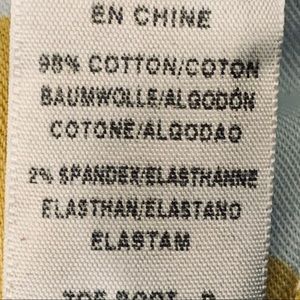 EN CHINE
98% COTTON/COTON
BAUMWOLLE/ALGODÓN
COTONE/ALGODAO
2% SPANDEX/ELASTHANNE
ELASTHAN/ELASTANO
ELASTAM